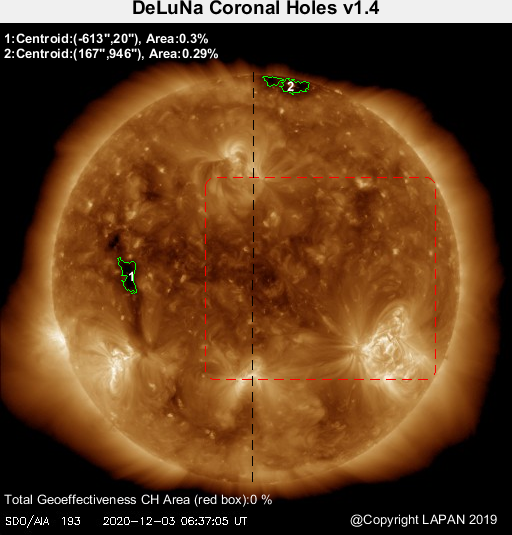 DeLuNa Coronal Holes v1.4
1:Centroid:(-613",20"), Area:0.3%
2:Centroid:(167",946"), Area:0.29%
2
1
Total Geoeffectiveness CH Area (red box):0 %
SDO/AIA 193 2020-12-03 06:37:05 UT
@Copyright LAPAN 2019